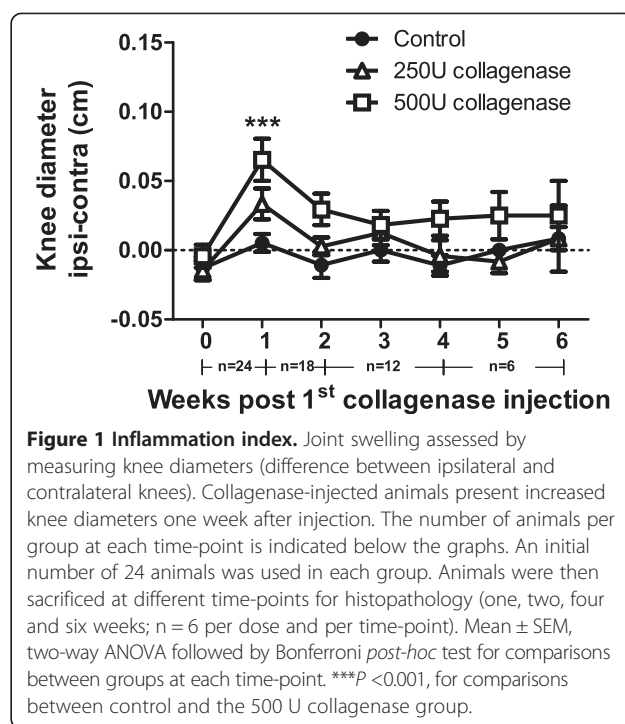 0.15
0.10
0.05
0.00
-0.05
Knee diameter
ipsi-contra (cm)
Control
250U collagenase
500U collagenase
***
0 1 2 3 4 5 6
n=24 n=18 n=12 n=6
Weeks post 1st collagenase injection
Figure 1 Inflammation index. Joint swelling assessed by
measuring knee diameters (difference between ipsilateral and
contralateral knees). Collagenase-injected animals present increased
knee diameters one week after injection. The number of animals per
group at each time-point is indicated below the graphs. An initial
number of 24 animals was used in each group. Animals were then
sacrificed at different time-points for histopathology (one, two, four
and six weeks; n = 6 per dose and per time-point). Mean ± SEM,
two-way ANOVA followed by Bonferroni post-hoc test for comparisons
between groups at each time-point. ***P <0.001, for comparisons
between control and the 500 U collagenase group.